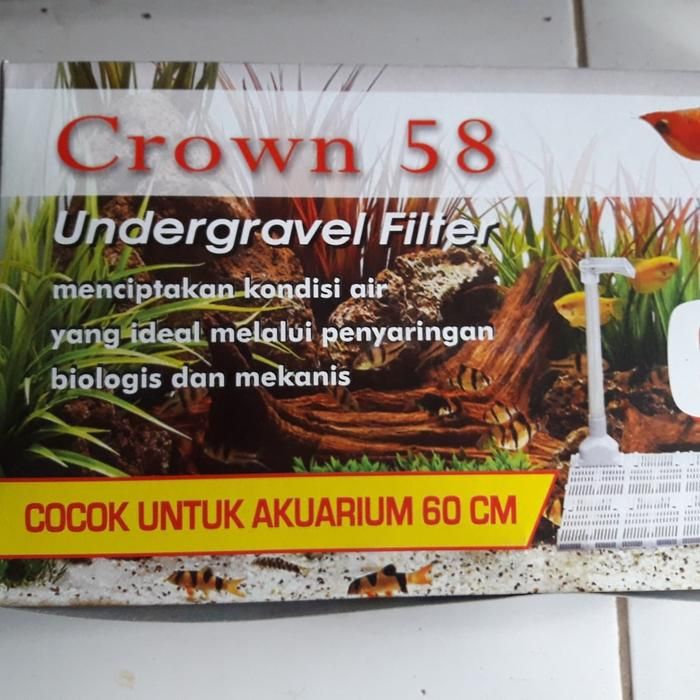 Crown 58
Undergravel Filter
menciptakan kondisi air
yang ideal melalui penyaringan
biologis dan mekanis
COCOK UNTUK AKUARIUM 60 CM